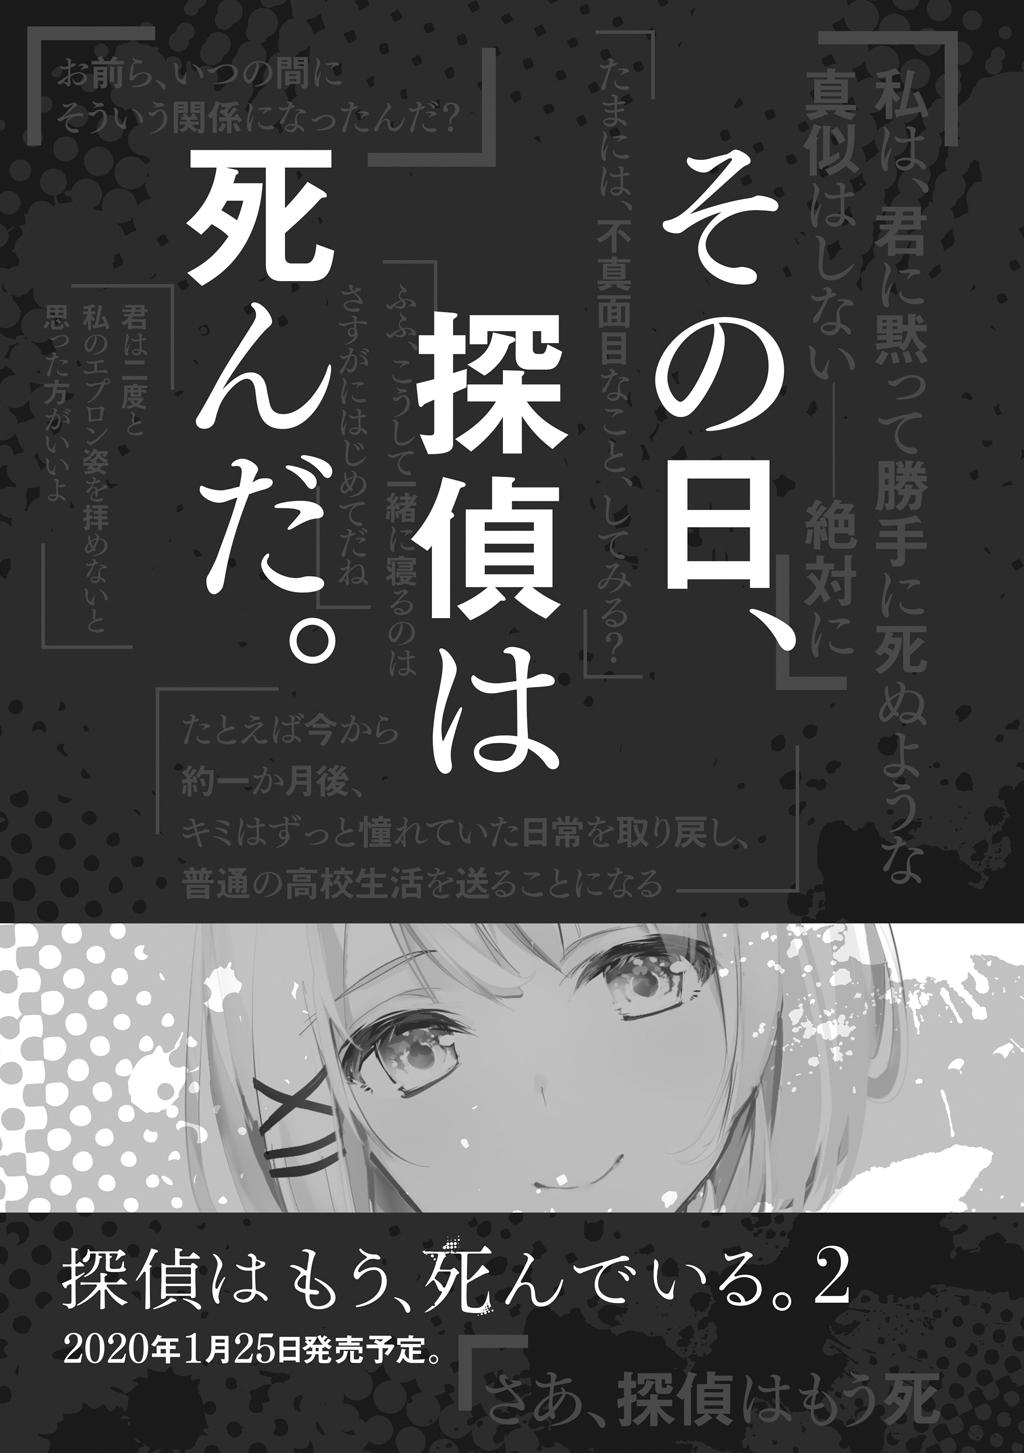 私は、君に黙って勝手に死ぬような
真似はしない――絶対に
その日、
探偵は
死んだ。
たまには、不真面目なこと、してみる？
お前ら、いつの間に
そういう関係になったんだ？
ふふ、こうして一緒に寝るのは
さすがにはじめてだね
君は二度と
私のエプロン姿を拝めないと
思った方がいいよ
たとえば今から
約一か月後、
キミはずっと憧れていた日常を取り戻し、
普通の高校生活を送ることになる
探偵はもう、死んでいる。2
2020年1月25日発売予定。
さあ、探偵はもう死